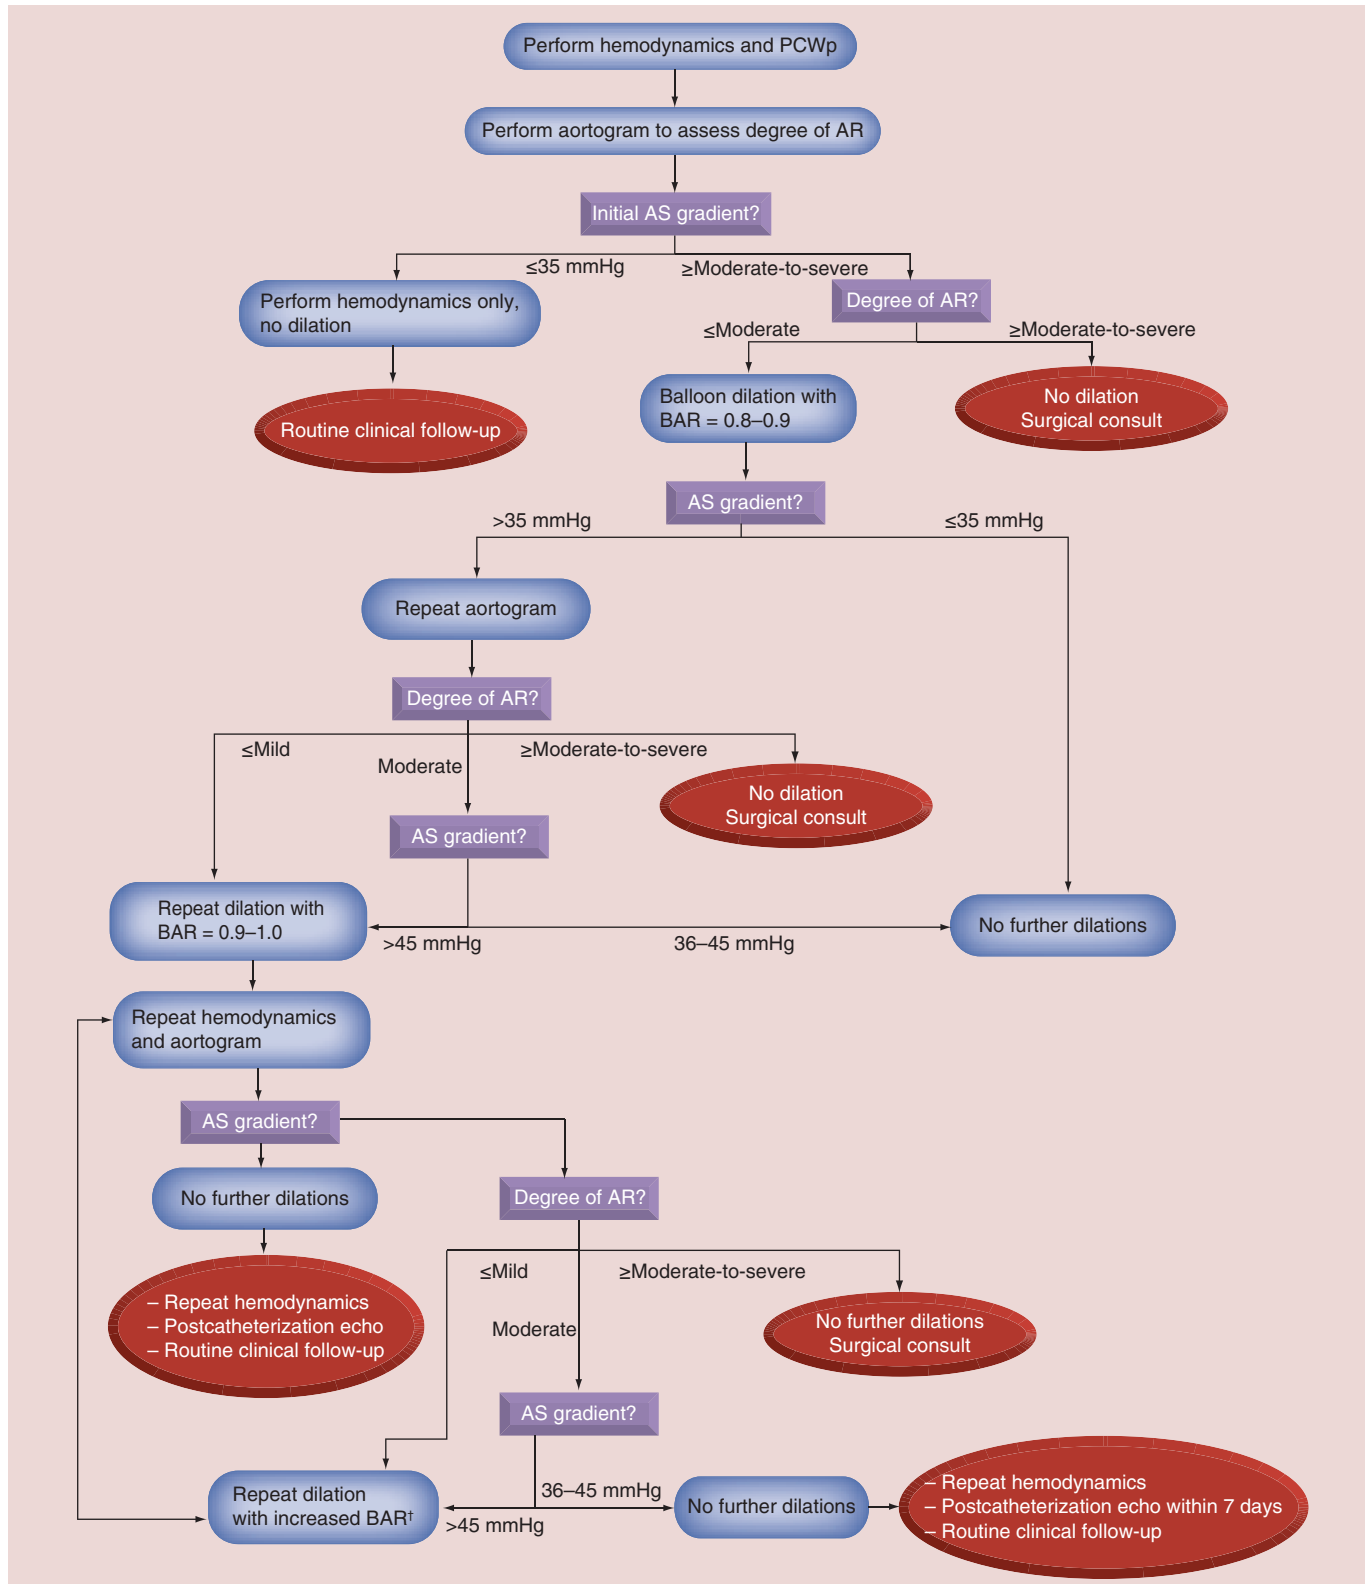 Perform hemodynamics and PCWp
Perform aortogram to assess degree of AR
Initial AS gradient?
≤35 mmHg
≥Moderate-to-severe
Perform hemodynamics only,
no dilation
Degree of AR?
≤Moderate
≥Moderate-to-severe
Routine clinical follow-up
Balloon dilation with
BAR = 0.8–0.9
No dilation
Surgical consult
AS gradient?
>35 mmHg
≤35 mmHg
Repeat aortogram
Degree of AR?
≤Mild
Moderate
≥Moderate-to-severe
No dilation
Surgical consult
AS gradient?
Repeat dilation with
BAR = 0.9–1.0
>45 mmHg
36–45 mmHg
No further dilations
Repeat hemodynamics
and aortogram
AS gradient?
No further dilations
Degree of AR?
≤Mild
≥Moderate-to-severe
Moderate
– Repeat hemodynamics
– Postcatheterization echo
– Routine clinical follow-up
No further dilations
Surgical consult
AS gradient?
Repeat dilation
with increased BAR†
>45 mmHg
36–45 mmHg
No further dilations
– Repeat hemodynamics
– Postcatheterization echo within 7 days
– Routine clinical follow-up